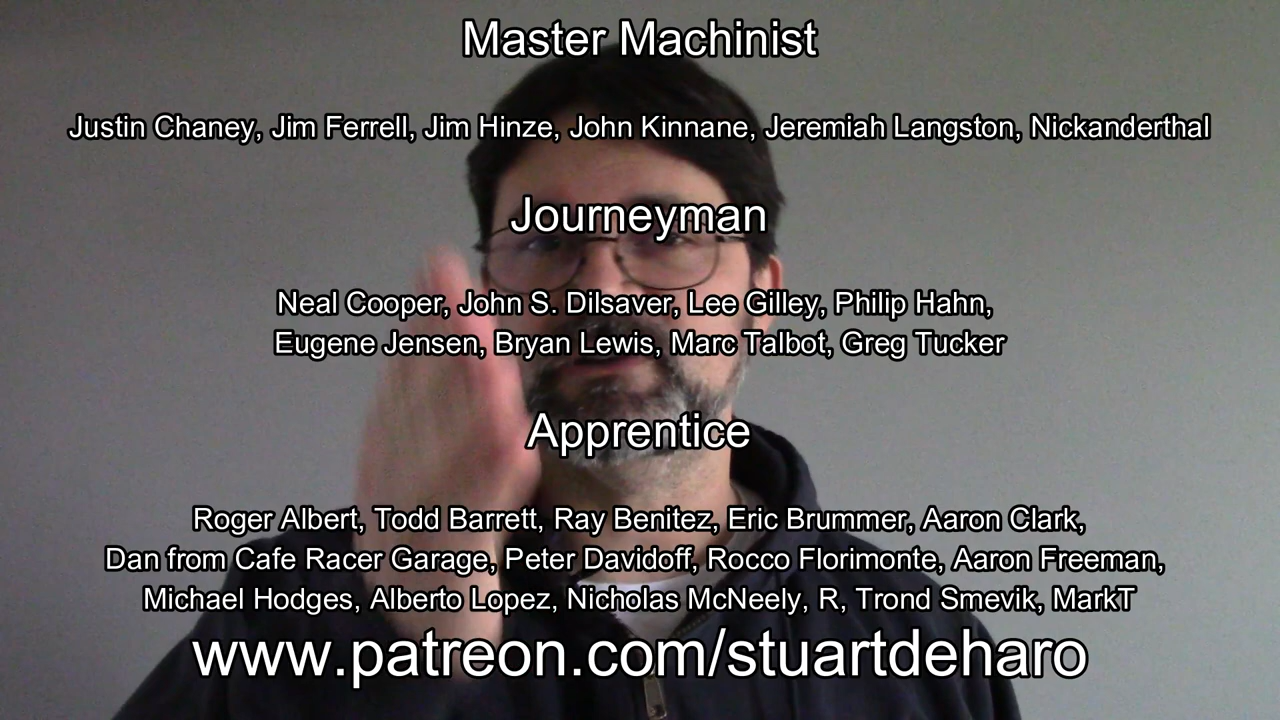 Master Machinist
Justin Chaney, Jim Ferrell, Jim Hinze, John Kinnane, Jeremiah Langston, Nickanderthal
Journeyman
Neal Cooper, John S. Dilsaver, Lee Gilley, Philip Hahn,
Eugene Jensen, Bryan Lewis, Marc Talbot, Greg Tucker
Apprentice
Roger Albert, Todd Barrett, Ray Benitez, Eric Brummer, Aaron Clark,
Dan from Cafe Racer Garage, Peter Davidoff, Rocco Florimonte, Aaron Freeman,
Michael Hodges, Alberto Lopez, Nicholas McNeely, R, Trond Smevik, MarkT
www.patreon.com/stuartdeharo